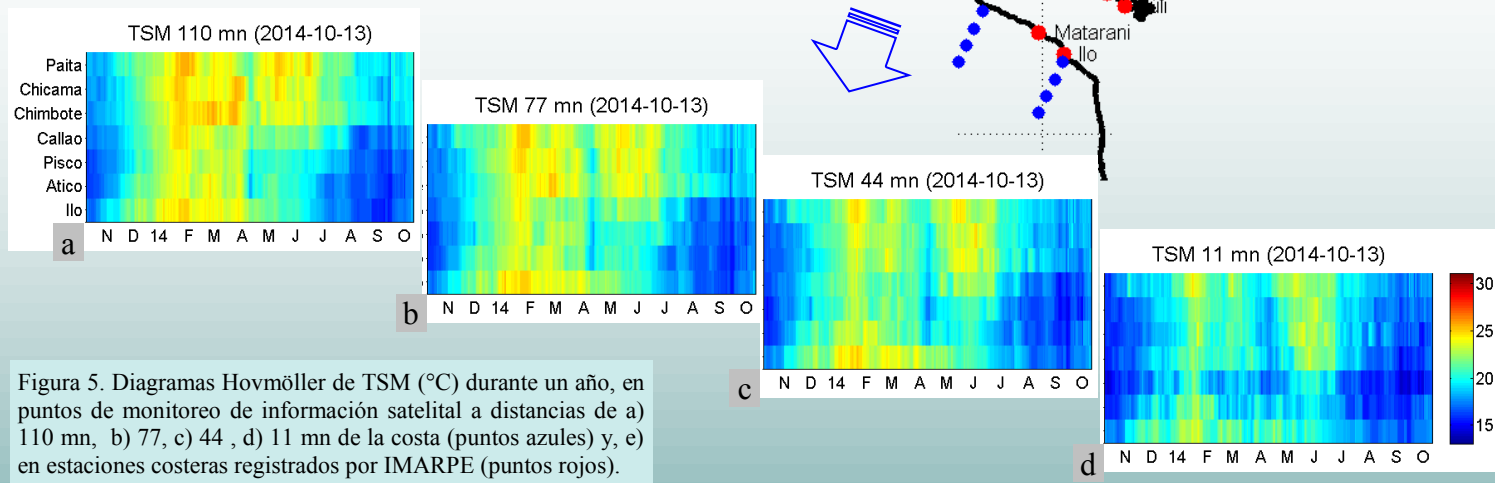 ili
Matarani
Ilo
TSM 110 mn (2014-10-13)
Paita
Chicama
Chimbote
Callao
Pisco
Atico
Ilo
N D 14 F M A M J J A S O
a
TSM 77 mn (2014-10-13)
N D 14 F M A M J J A S O
b
TSM 44 mn (2014-10-13)
N D 14 F M A M J J A S O
c
TSM 11 mn (2014-10-13)
30
25
20
15
N D 14 F M A M J J A S O
d
Figura 5. Diagramas Hovmöller de TSM (°C) durante un año, en
puntos de monitoreo de información satelital a distancias de a)
110 mn, b) 77, c) 44 , d) 11 mn de la costa (puntos azules) y, e)
en estaciones costeras registrados por IMARPE (puntos rojos).